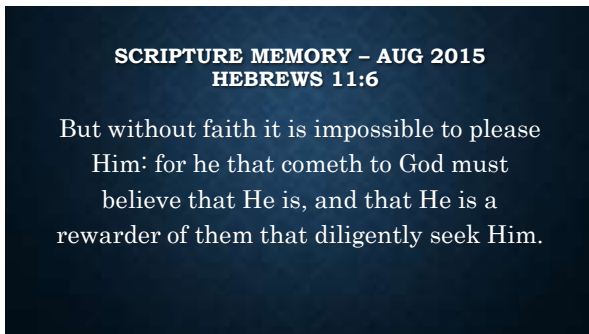 SCRIPTURE MEMORY – AUG 2015
HEBREWS 11:6
But without faith it is impossible to please
Him: for he that cometh to God must
believe that He is, and that He is a
rewarder of them that diligently seek Him.